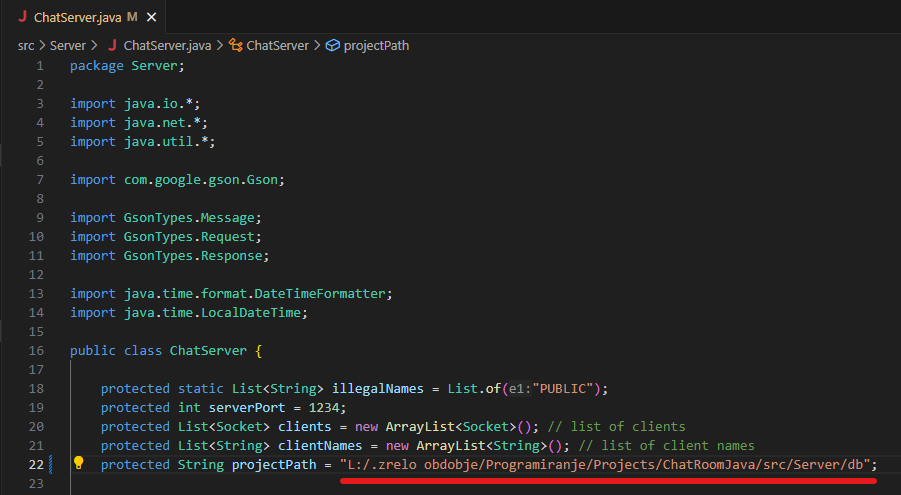 J ChatServer.java M ×
src > Server > J ChatServer.java > ChatServer > projectPath
1 package Server;
2
3 import java.io.*;
4 import java.net.*;
5 import java.util.*;
6
7 import com.google.gson.Gson;
8
9 import GsonTypes.Message;
10 import GsonTypes.Request;
11 import GsonTypes.Response;
12
13 import java.time.format.DateTimeFormatter;
14 import java.time.LocalDateTime;
15
16 public class ChatServer {
17
18 protected static List<String> illegalNames = List.of(e1:"PUBLIC");
19 protected int serverPort = 1234;
20 protected List<Socket> clients = new ArrayList<Socket>(); // list of clients
21 protected List<String> clientNames = new ArrayList<String>(); // list of client names
22 protected String projectPath = "L:/.zrelo obdobje/Programiranje/Projects/ChatRoomJava/src/Server/db";
23